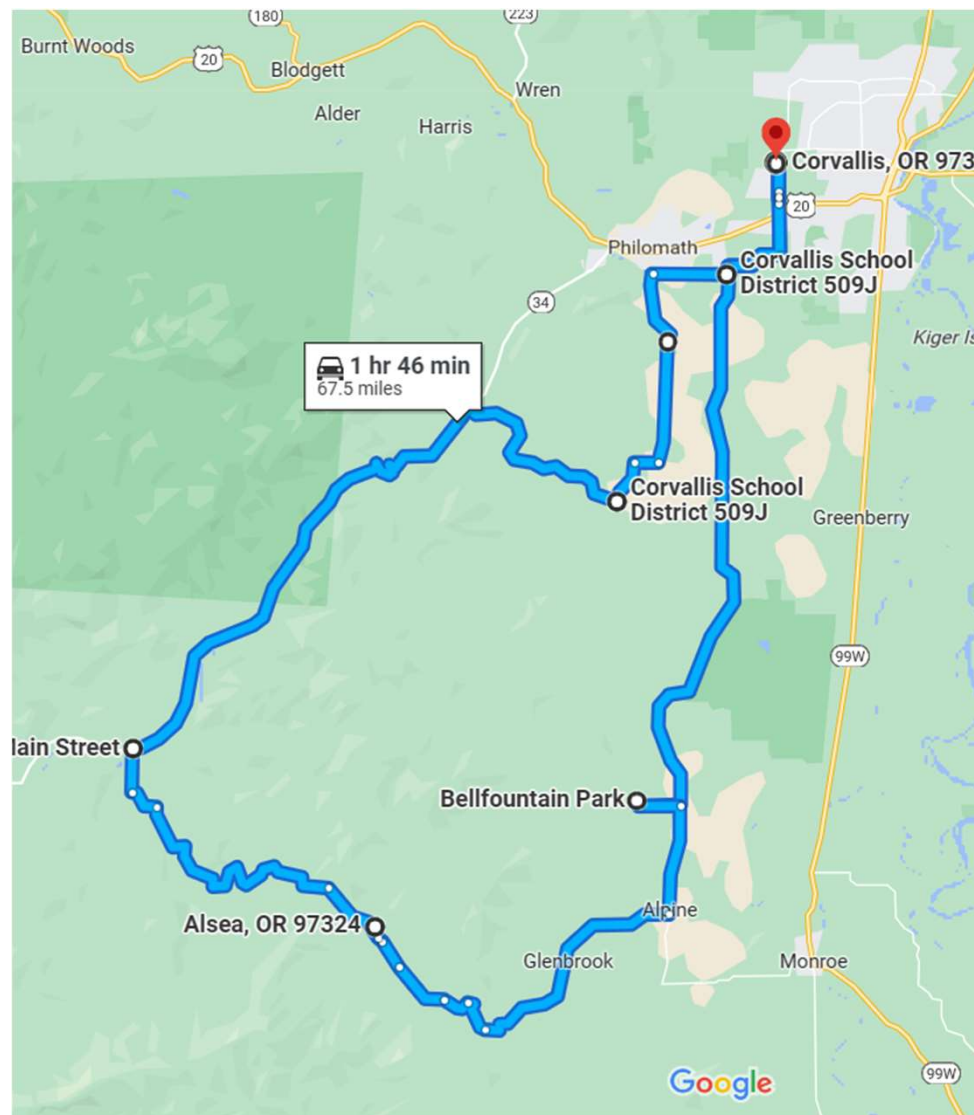 180
223
Burnt Woods
20
Blodgett
Wren
Alder
Harris
Corvallis, OR 973
20
Philomath
Corvallis School
District 509J
34
Kiger Is
1 hr 46 min
67.5 miles
Corvallis School
District 509J
Greenberry
99W
lain Street
Bellfountain Park
Alpine
Alsea, OR 97324
Glenbrook
Monroe
Google
99W